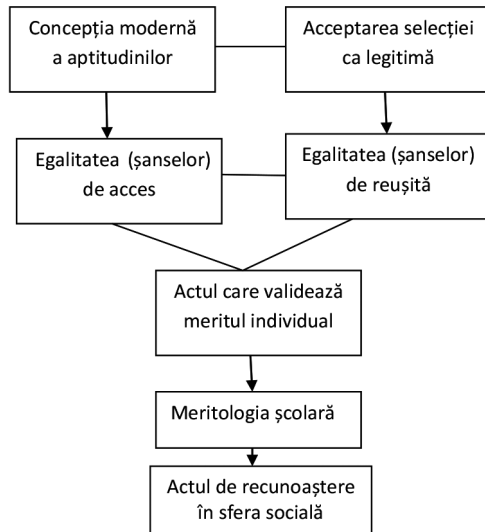 Concepția modernă
a aptitudinilor
Acceptarea selecției
ca legitimă
Egalitatea (șanselor)
de acces
Egalitatea (șanselor)
de reușită
Actul care validează
meritul individual
Meritologia școlară
Actul de recunoaștere
în sfera socială